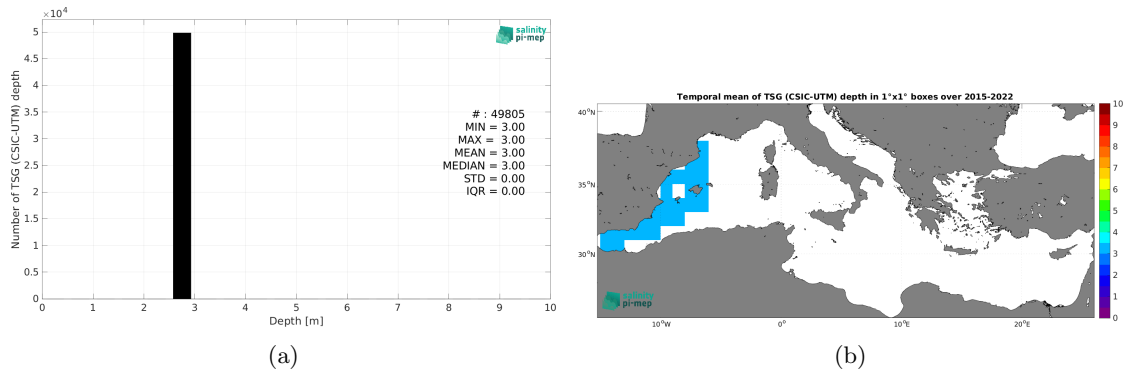 ×10⁴
5
4.5
4
3.5
3
2.5
2
1.5
1
0.5
0
Number of TSG (CSIC-UTM) depth
salinity
pi-mep
# : 49805
MIN = 3.00
MAX = 3.00
MEAN = 3.00
MEDIAN = 3.00
STD = 0.00
IQR = 0.00
0 1 2 3 4 5 6 7 8 9 10
Depth [m]
(a)
Temporal mean of TSG (CSIC-UTM) depth in 1°x1° boxes over 2015-2022
40°N
35°N
30°N
salinity
pi-mep
10°W 0° 10°E 20°E
10
9
8
7
6
5
4
3
2
1
0
(b)